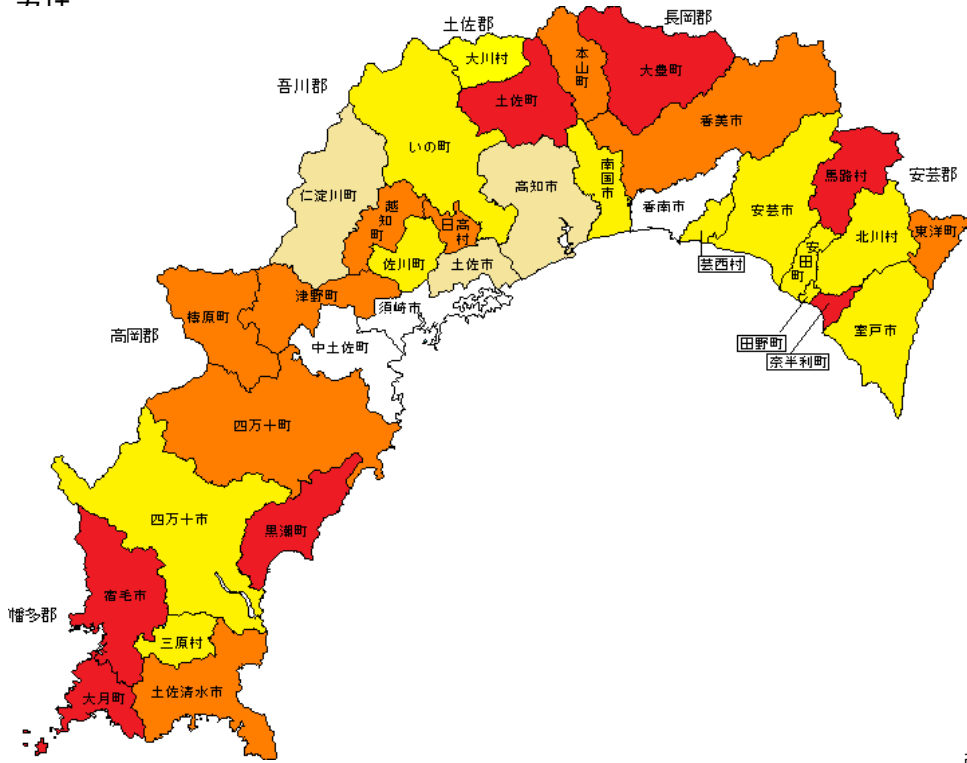 土佐郡
長岡郡
大川村
本山町
大豊町
吾川郡
土佐町
香美市
いの町
南国市
馬路村
安芸郡
高知市
仁淀川町
越知町
日高村
香南市
安芸市
北川村
東洋町
佐川町
土佐市
芸西村
安田町
津野町
須崎市
梼原町
高岡郡
中土佐町
田野町
奈半利町
室戸市
四万十町
四万十市
黒潮町
宿毛市
幡多郡
三原村
大月町
土佐清水市